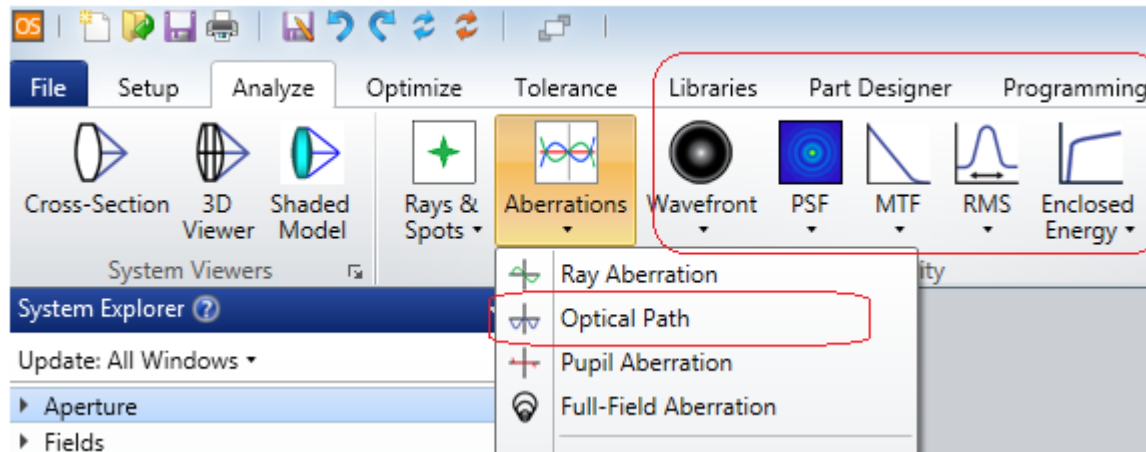 OS
File Setup Analyze Optimize Tolerance Libraries Part Designer Programming
Cross-Section 3D Viewer Shaded Model Rays & Spots Aberrations Wavefront PSF MTF RMS Enclosed Energy
System Viewers ity
Ray Aberration
System Explorer ?
Optical Path
Update: All Windows
Pupil Aberration
Aperture
Full-Field Aberration
Fields